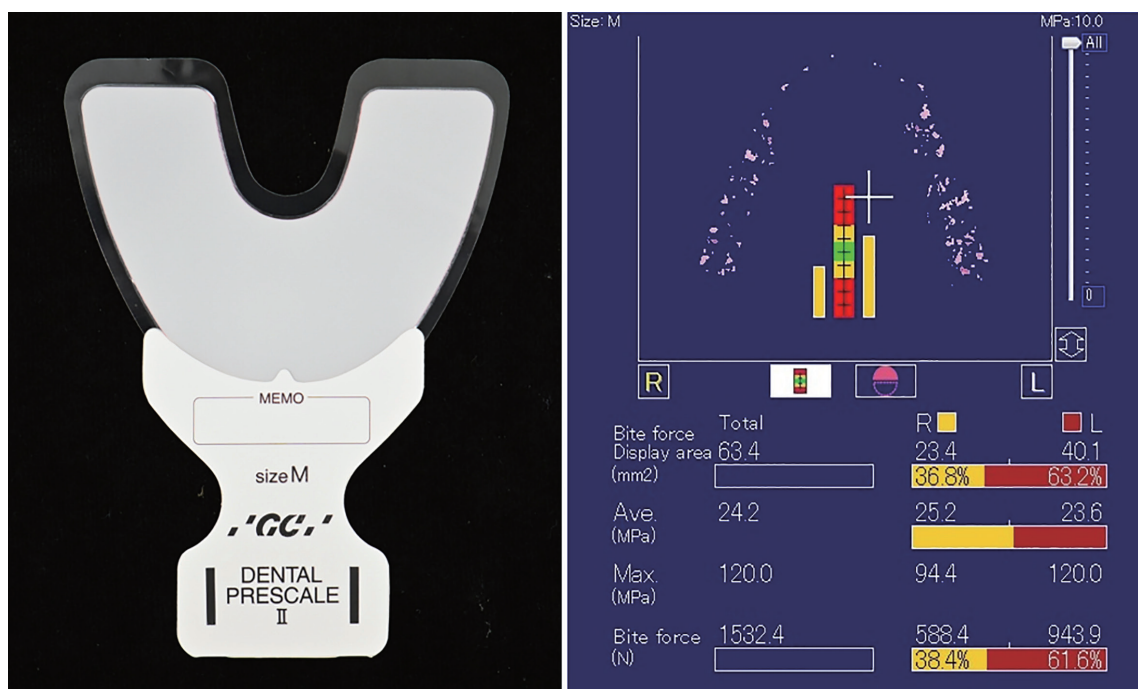 MEMO
size M
GC
DENTAL
PRESCALE
II
Size: M
MPa:10.0
All
0
R
L
Total
R L
Bite force
Display area 63.4 23.4 40.1
(mm2)
36.8% 63.2%
Ave. 24.2 25.2 23.6
(MPa)
Max. 120.0 94.4 120.0
(MPa)
Bite force 1532.4 588.4 943.9
(N)
38.4% 61.6%